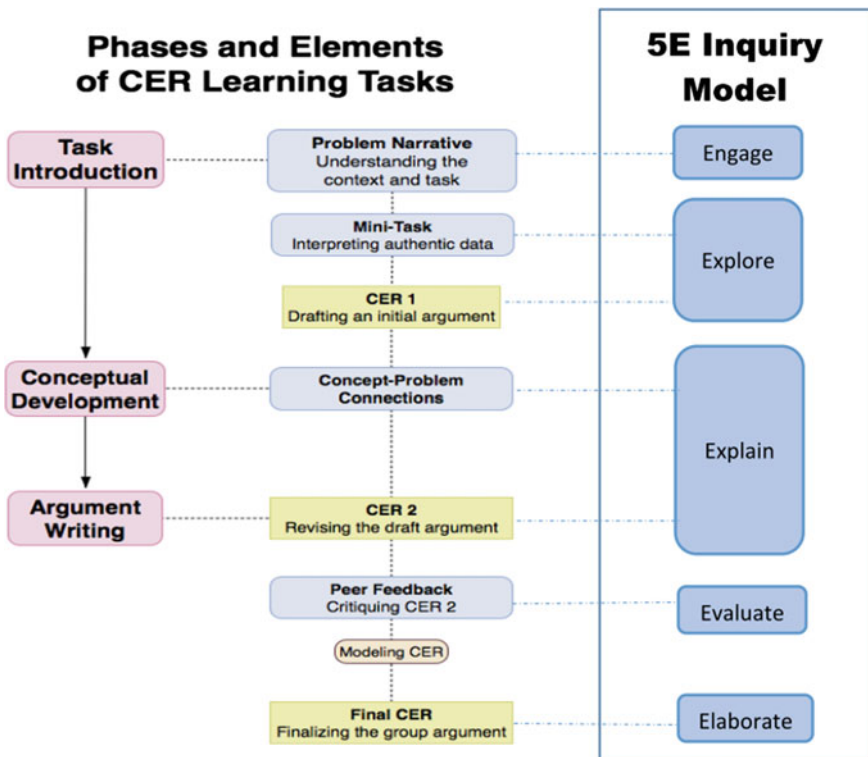 Phases and Elements
of CER Learning Tasks
5E Inquiry
Model
Task
Introduction
Problem Narrative
Understanding the
context and task
Engage
Mini-Task
Interpreting authentic data
Explore
CER 1
Drafting an initial argument
Conceptual
Development
Concept-Problem
Connections
Explain
Argument
Writing
CER 2
Revising the draft argument
Peer Feedback
Critiquing CER 2
Evaluate
Modeling CER
Final CER
Finalizing the group argument
Elaborate